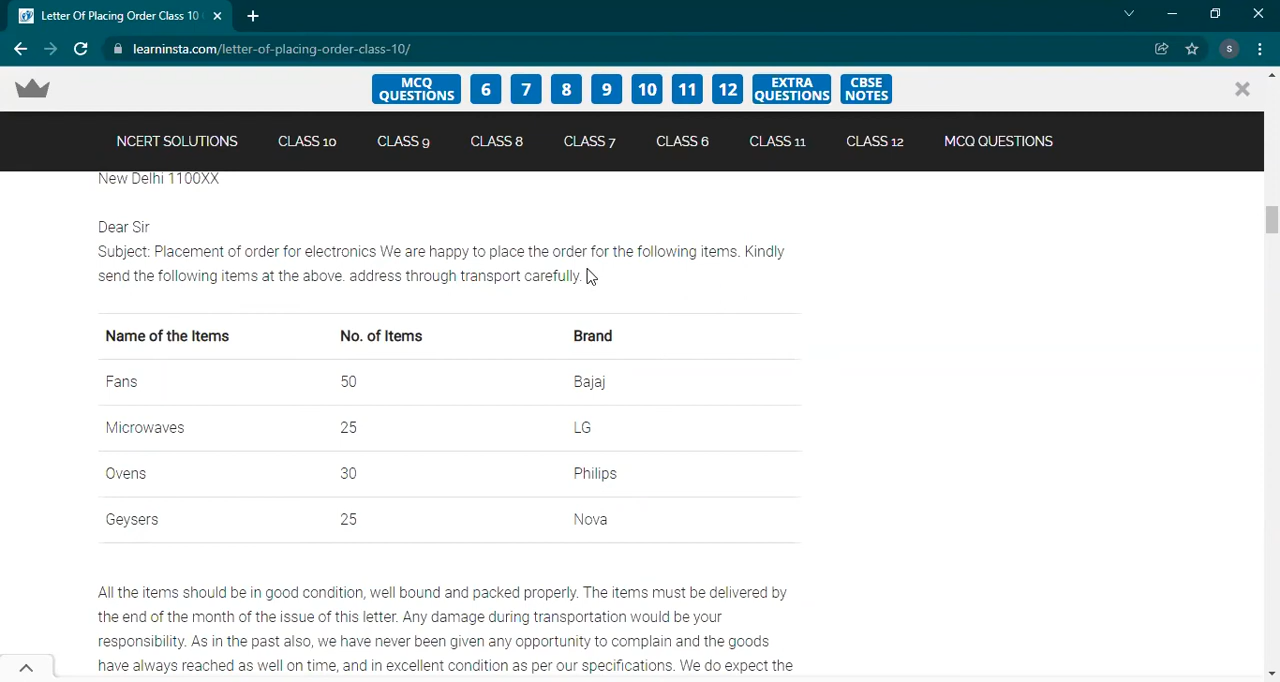 Letter Of Placing Order Class 10
learninsta.com/letter-of-placing-order-class-10/
S
MCQ QUESTIONS 6 7 8 9 10 11 12 EXTRA QUESTIONS CBSE NOTES
NCERT SOLUTIONS CLASS 10 CLASS 9 CLASS 8 CLASS 7 CLASS 6 CLASS 11 CLASS 12 MCQ QUESTIONS
New Delhi 1100XX
Dear Sir
Subject: Placement of order for electronics We are happy to place the order for the following items. Kindly
send the following items at the above. address through transport carefully.
Name of the Items No. of Items Brand
Fans 50 Bajaj
Microwaves 25 LG
Ovens 30 Philips
Geysers 25 Nova
All the items should be in good condition, well bound and packed properly. The items must be delivered by
the end of the month of the issue of this letter. Any damage during transportation would be your
responsibility. As in the past also, we have never been given any opportunity to complain and the goods
have always reached as well on time, and in excellent condition as per our specifications. We do expect the